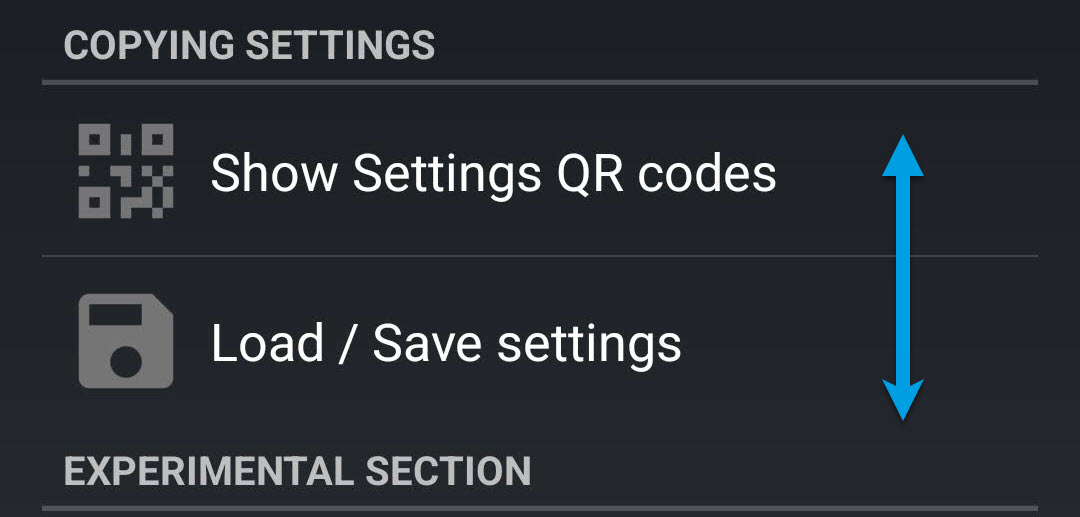 COPYING SETTINGS
Show Settings QR codes
Load / Save settings
EXPERIMENTAL SECTION